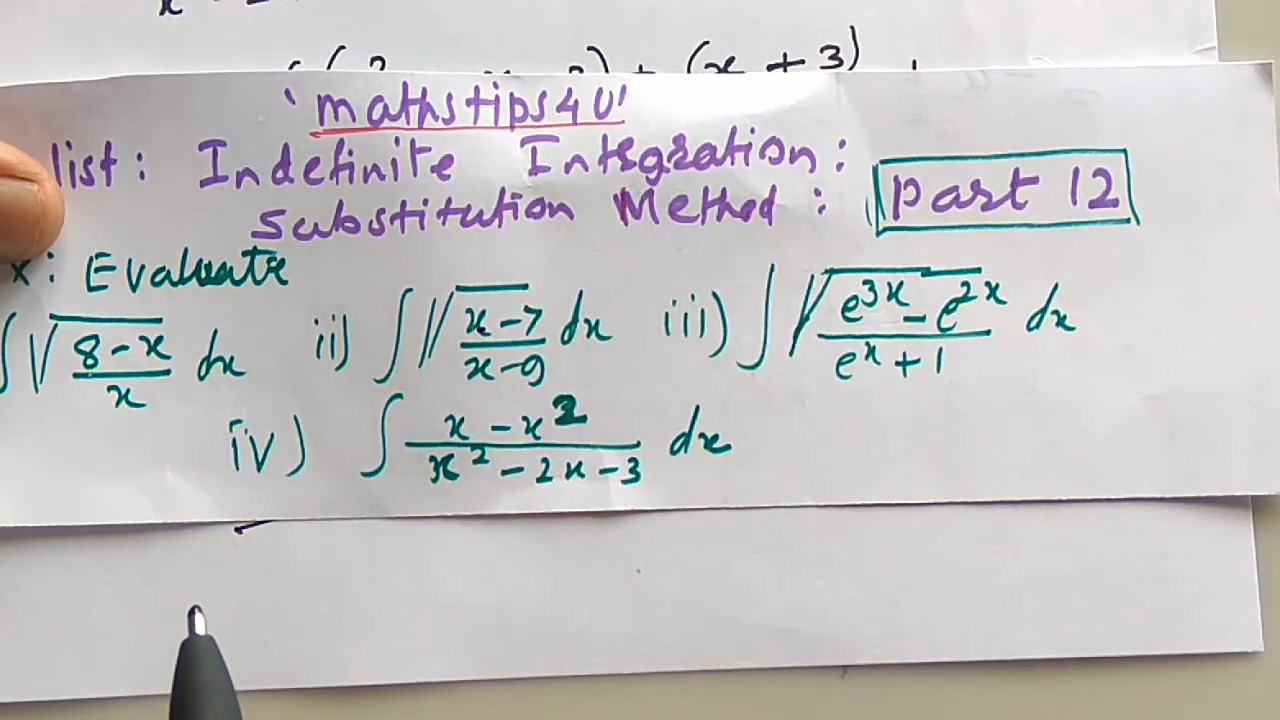 x + 3)
'mathstips4U'
list: Indefinite Integration:
Substitution Method: Part 12
x: Evaluate
∫ √(8-x)/x dx ii) ∫ √(x-7)/(x-9) dx iii) ∫ √(e^3x - e^2x)/(e^x + 1) dx
iv) ∫ (x - x^2)/(x^2 - 2x - 3) dx